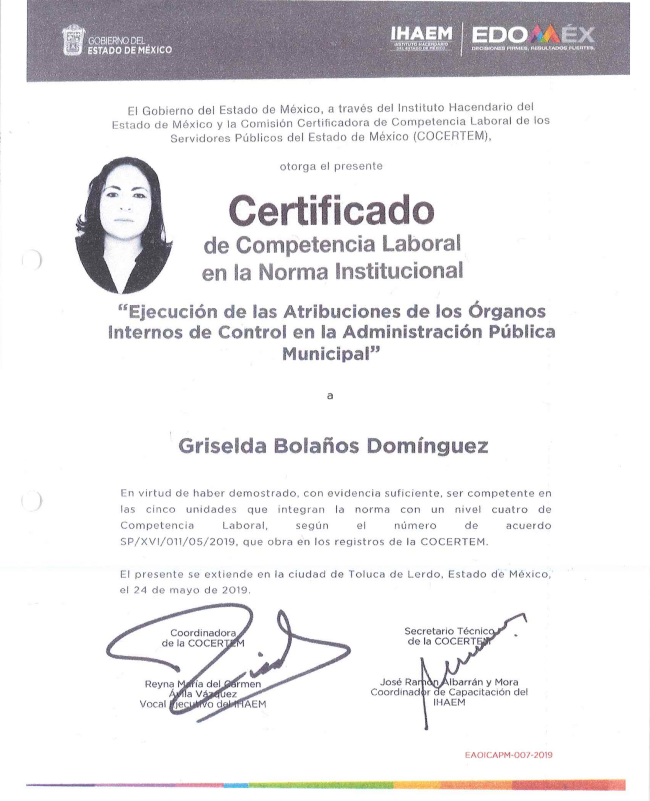 GOBIERNO DEL
ESTADO DE MÉXICO
IHAEM
INSTITUTO HACENDARIO
DEL ESTADO DE MÉXICO
EDOMÉX
DECISIONES FIRMES, RESULTADOS FUERTES.
El Gobierno del Estado de México, a través del Instituto Hacendario del
Estado de México y la Comisión Certificadora de Competencia Laboral de los
Servidores Públicos del Estado de México (COCERTEM),
otorga el presente
Certificado
de Competencia Laboral
en la Norma Institucional
“Ejecución de las Atribuciones de los Órganos
Internos de Control en la Administración Pública
Municipal”
a
Griselda Bolaños Domínguez
En virtud de haber demostrado, con evidencia suficiente, ser competente en
las cinco unidades que integran la norma con un nivel cuatro de
Competencia Laboral, según el número de acuerdo
SP/XVI/011/05/2019, que obra en los registros de la COCERTEM.
El presente se extiende en la ciudad de Toluca de Lerdo, Estado de México,
el 24 de mayo de 2019.
Coordinadora
de la COCERTEM
Reyna María del Carmen
Ávila Vázquez
Vocal Ejecutivo del IHAEM
Secretario Técnico
de la COCERTEM
José Ramón Albarrán y Mora
Coordinador de Capacitación del
IHAEM
EAOICAPM-007-2019